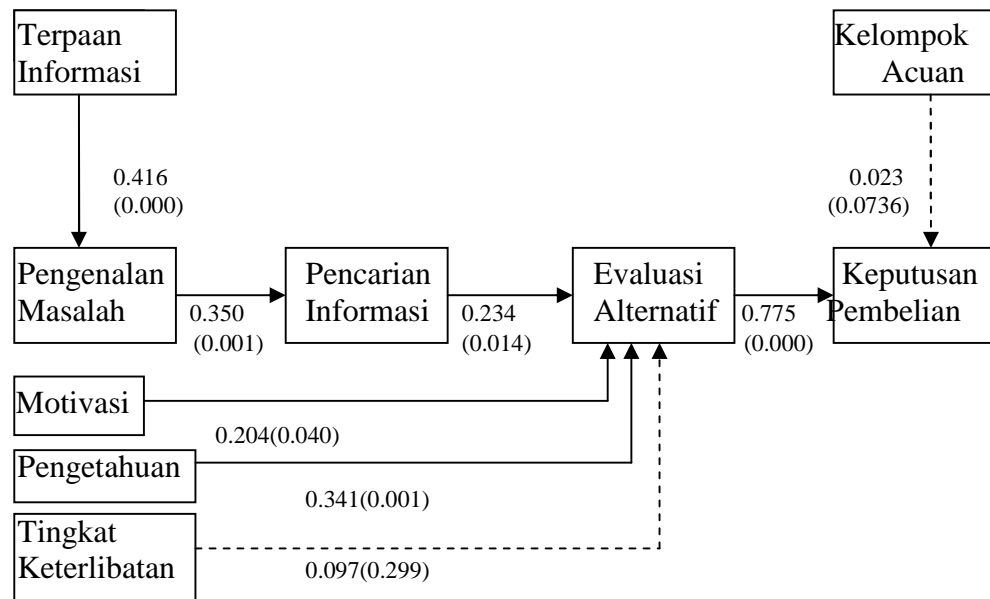 Terpaan
Informasi
Kelompok
Acuan
0.416
(0.000)
0.023
(0.0736)
Pengenalan
Masalah
Pencarian
Informasi
Evaluasi
Alternatif
Keputusan
Pembelian
0.350
(0.001)
0.234
(0.014)
0.775
(0.000)
Motivasi
0.204(0.040)
Pengetahuan
0.341(0.001)
Tingkat
Keterlibatan
0.097(0.299)